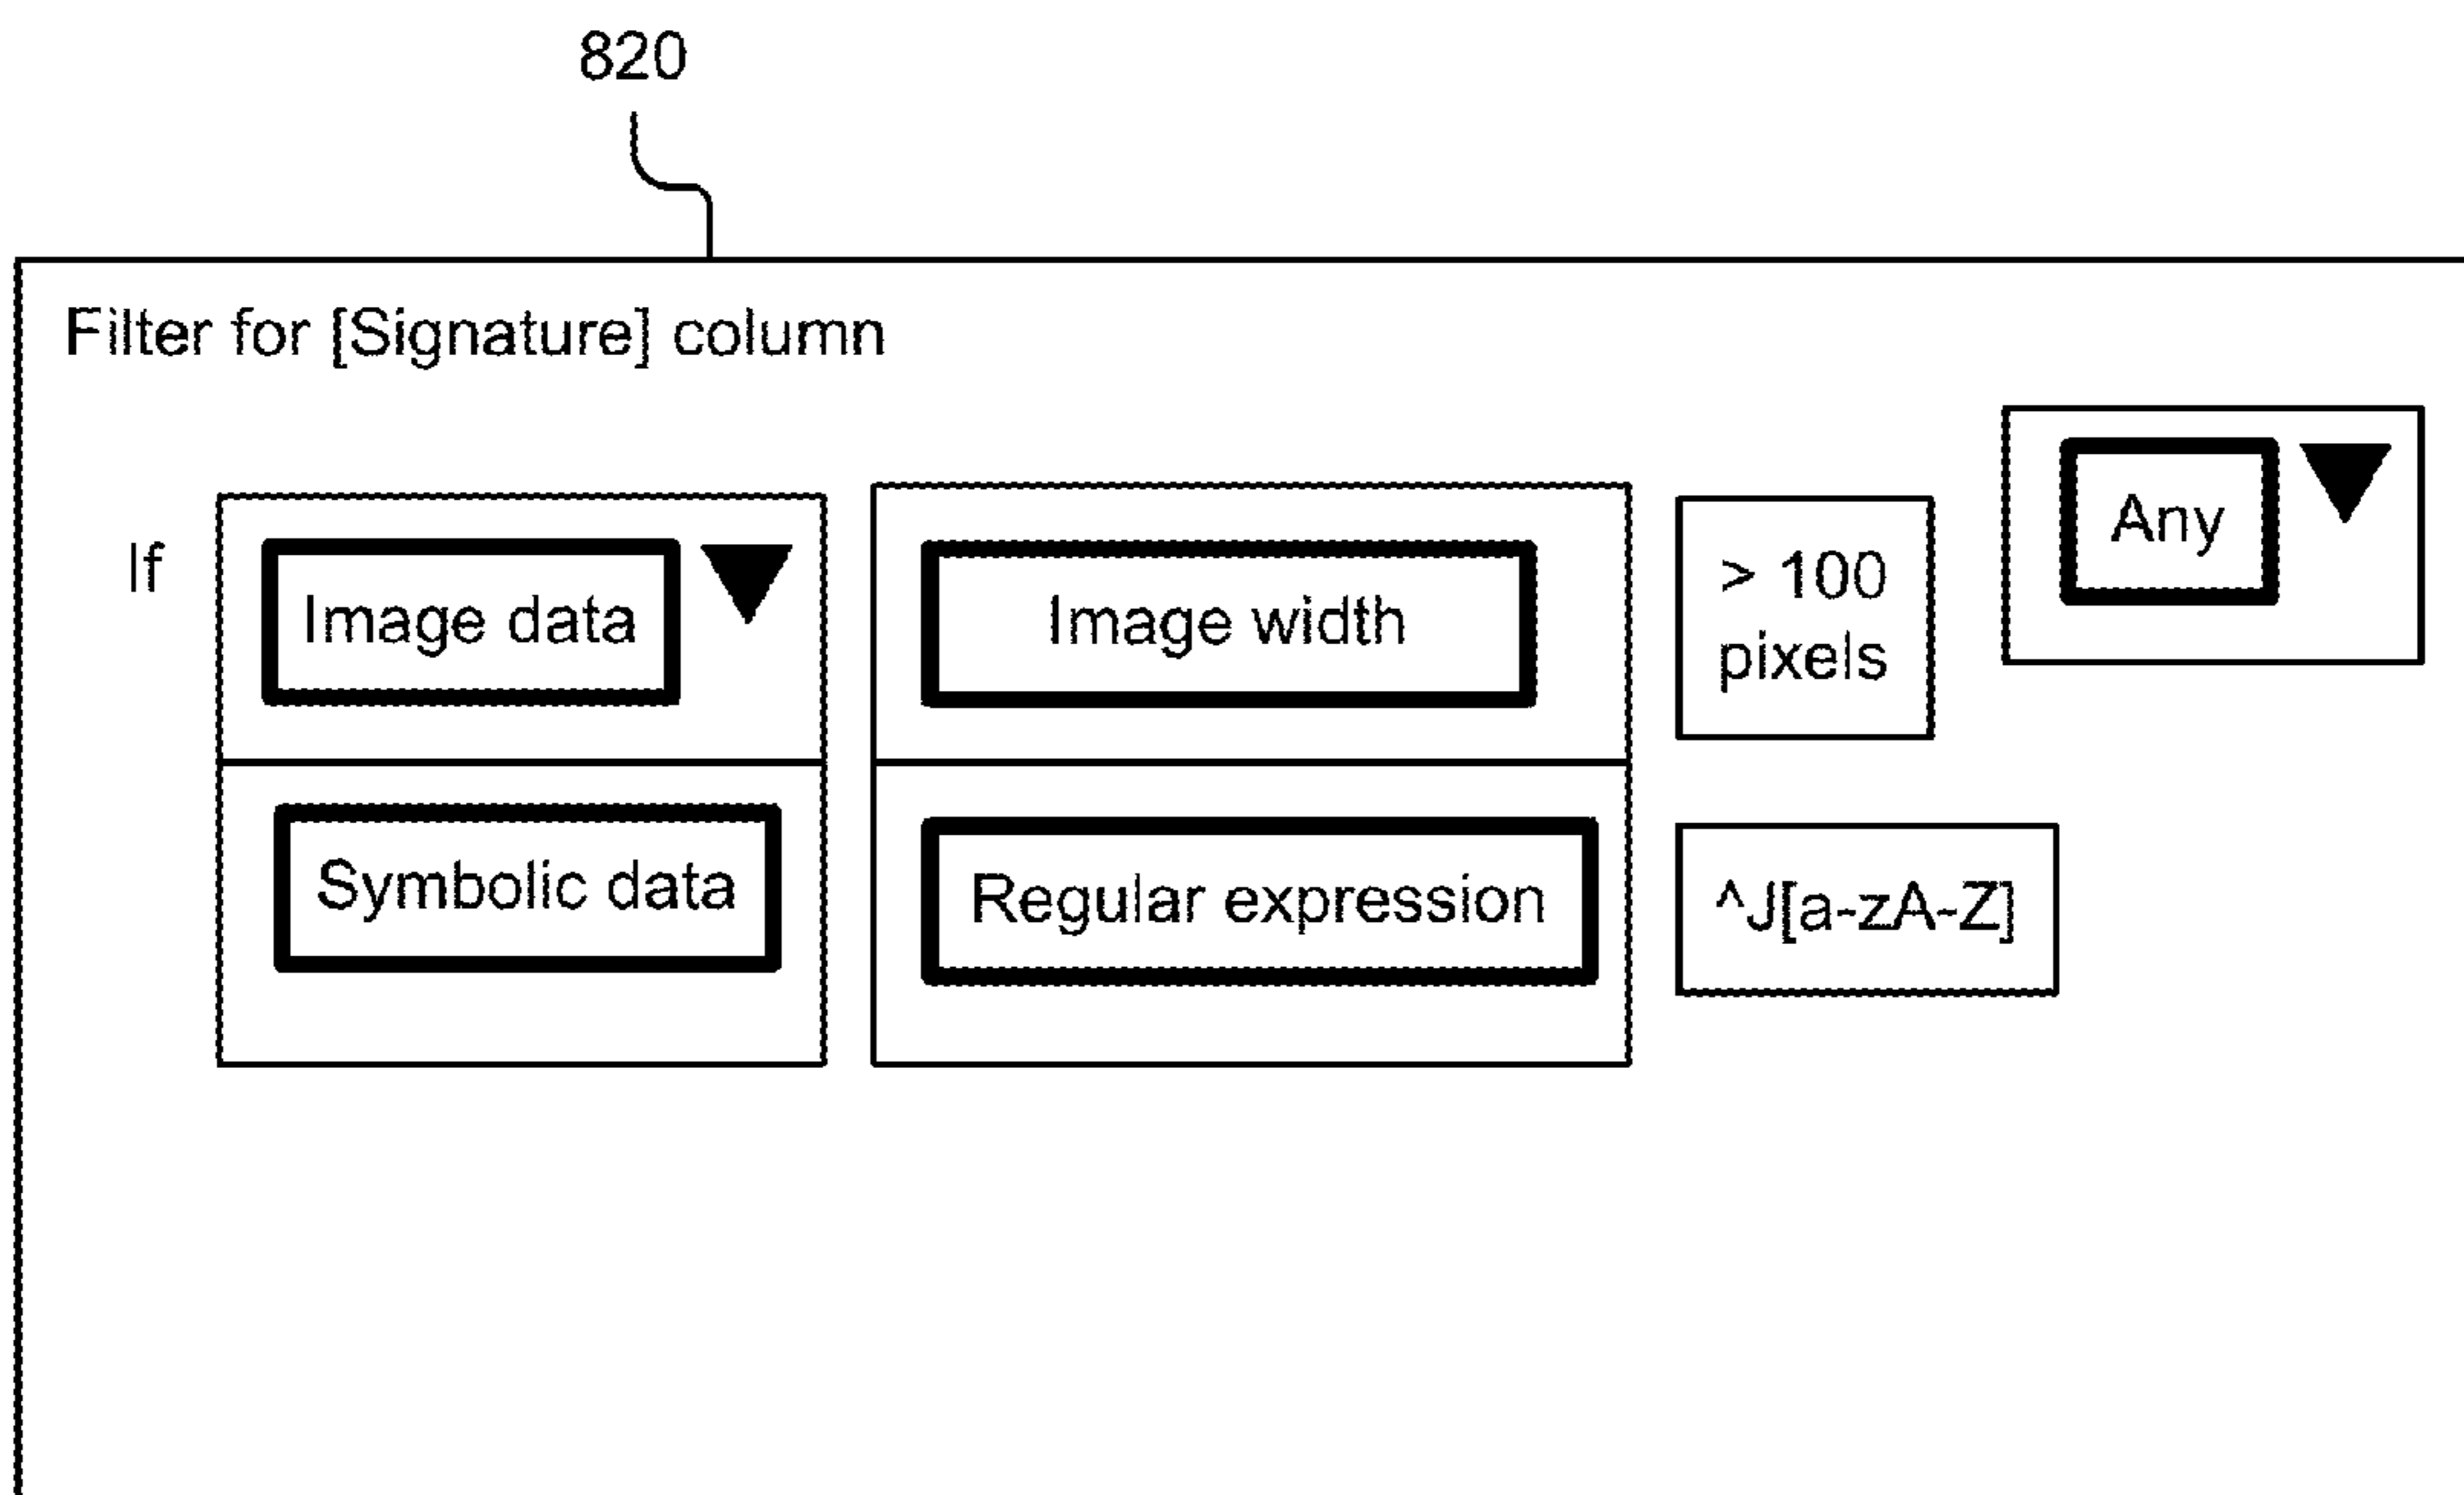 820
Filter for [Signature] column
If
Image data
Image width
> 100
pixels
Any
Symbolic data
Regular expression
^J[a-zA-Z]